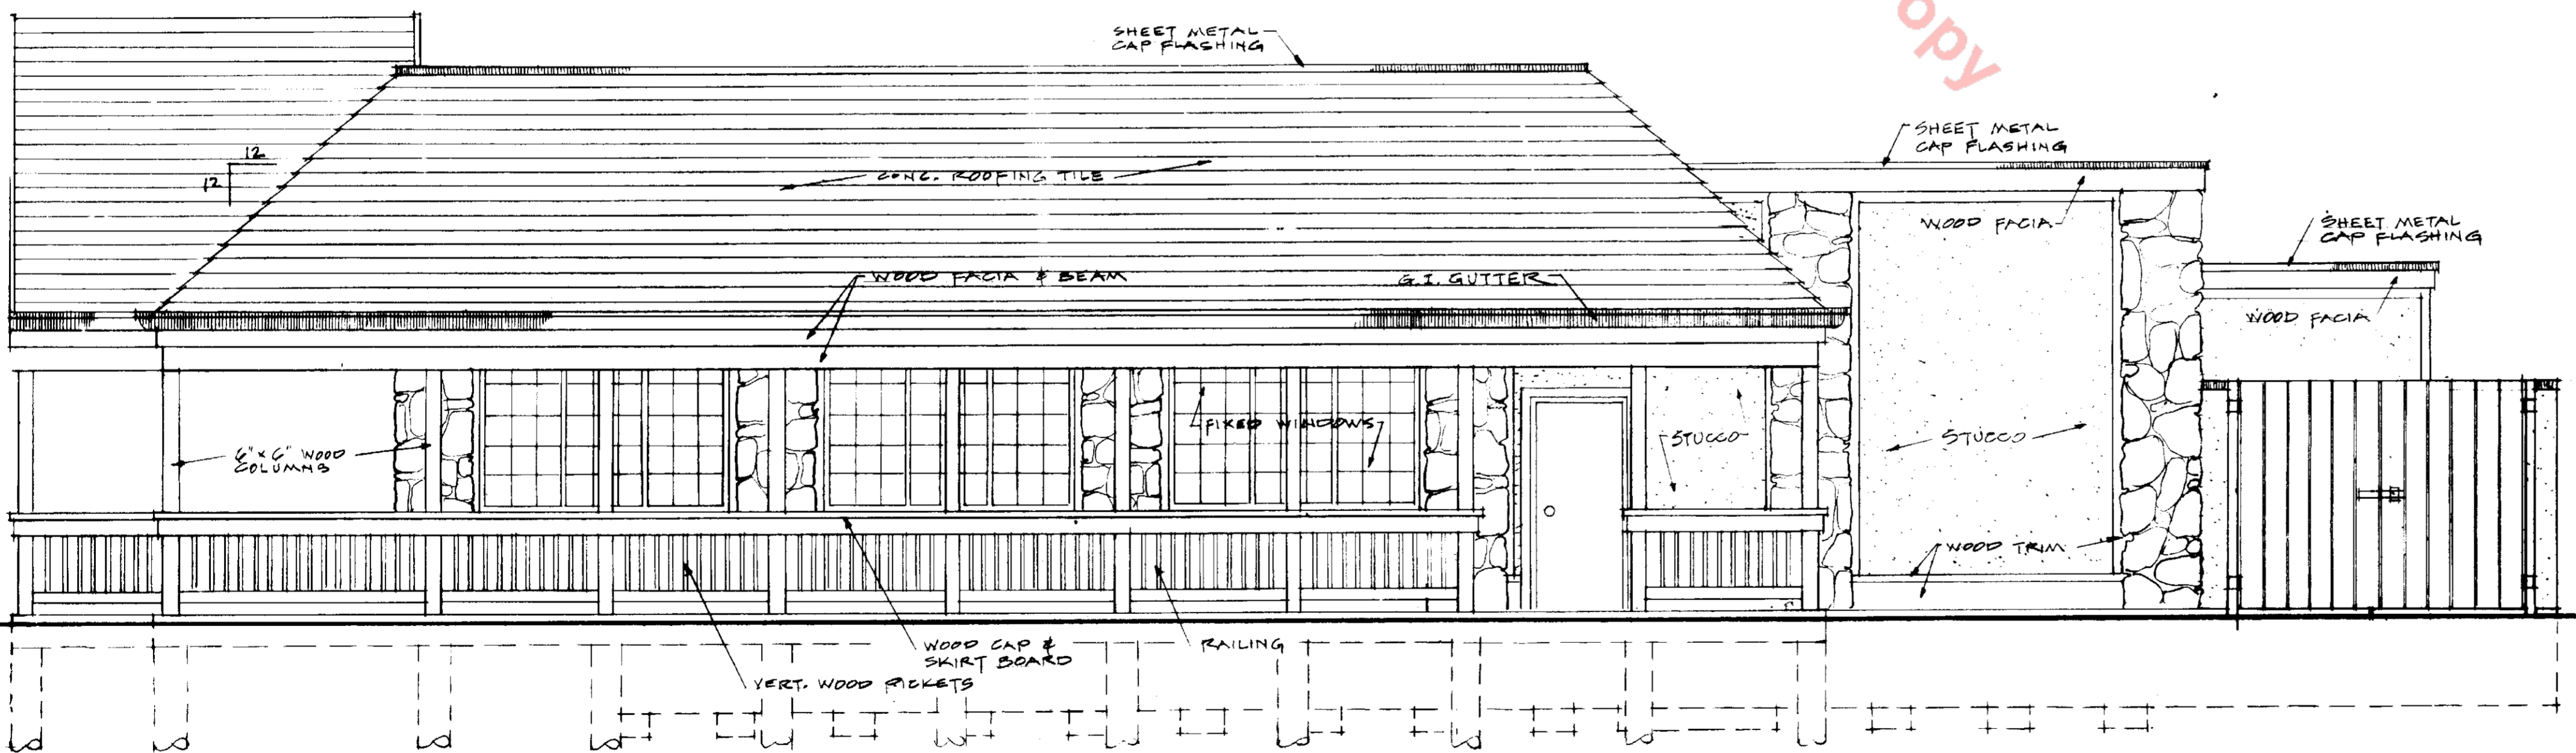 opy
SHEET METAL
CAP FLASHING
SHEET METAL
CAP FLASHING
12
12
CONC. ROOFING TILE
WOOD FACIA
SHEET METAL
CAP FLASHING
WOOD FACIA & BEAM
G.I. GUTTER
WOOD FACIA
FIXED WINDOWS
6"x6" WOOD
COLUMNS
STUCCO
STUCCO
WOOD TRIM
WOOD CAP &
SKIRT BOARD
RAILING
VERT. WOOD PICKETS